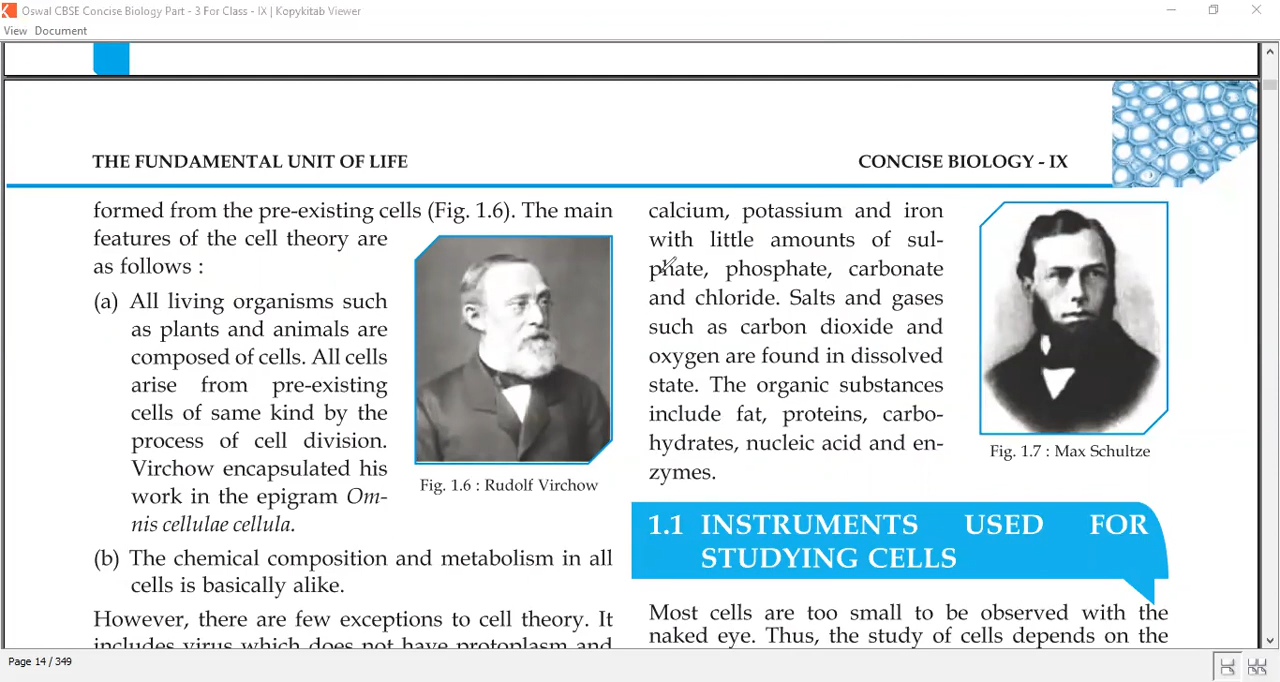 Oswal CBSE Concise Biology Part - 3 For Class - IX | Kopykitab Viewer
View Document
THE FUNDAMENTAL UNIT OF LIFE
CONCISE BIOLOGY - IX
formed from the pre-existing cells (Fig. 1.6). The main
features of the cell theory are
as follows :
(a) All living organisms such
as plants and animals are
composed of cells. All cells
arise from pre-existing
cells of same kind by the
process of cell division.
Virchow encapsulated his
work in the epigram Om-
nis cellulae cellula.
Fig. 1.6 : Rudolf Virchow
(b) The chemical composition and metabolism in all
cells is basically alike.
However, there are few exceptions to cell theory. It
includes virus which does not have protoplasm and
calcium, potassium and iron
with little amounts of sul-
phate, phosphate, carbonate
and chloride. Salts and gases
such as carbon dioxide and
oxygen are found in dissolved
state. The organic substances
include fat, proteins, carbo-
hydrates, nucleic acid and en-
zymes.
Fig. 1.7 : Max Schultze
1.1 INSTRUMENTS USED FOR
STUDYING CELLS
Most cells are too small to be observed with the
naked eye. Thus, the study of cells depends on the
Page 14 / 349